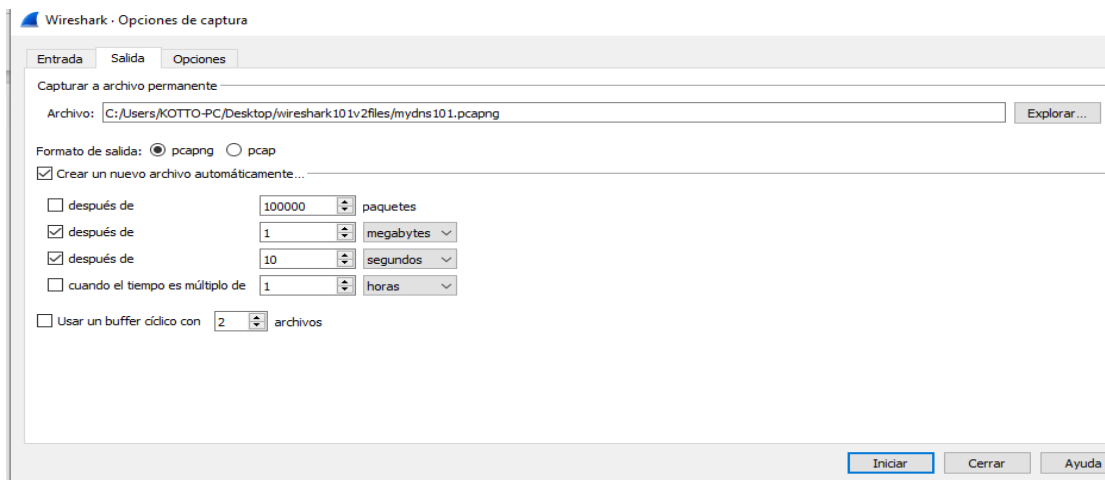 Wireshark · Opciones de captura
Entrada Salida Opciones
Capturar a archivo permanente
Archivo: C:/Users/KOTTO-PC/Desktop/wireshark101v2files/mydns101.pcapng Explorar...
Formato de salida: pcapng pcap
Crear un nuevo archivo automáticamente...
después de 100000 paquetes
después de 1 megabytes
después de 10 segundos
cuando el tiempo es múltiplo de 1 horas
Usar un buffer cíclico con 2 archivos
Iniciar Cerrar Ayuda